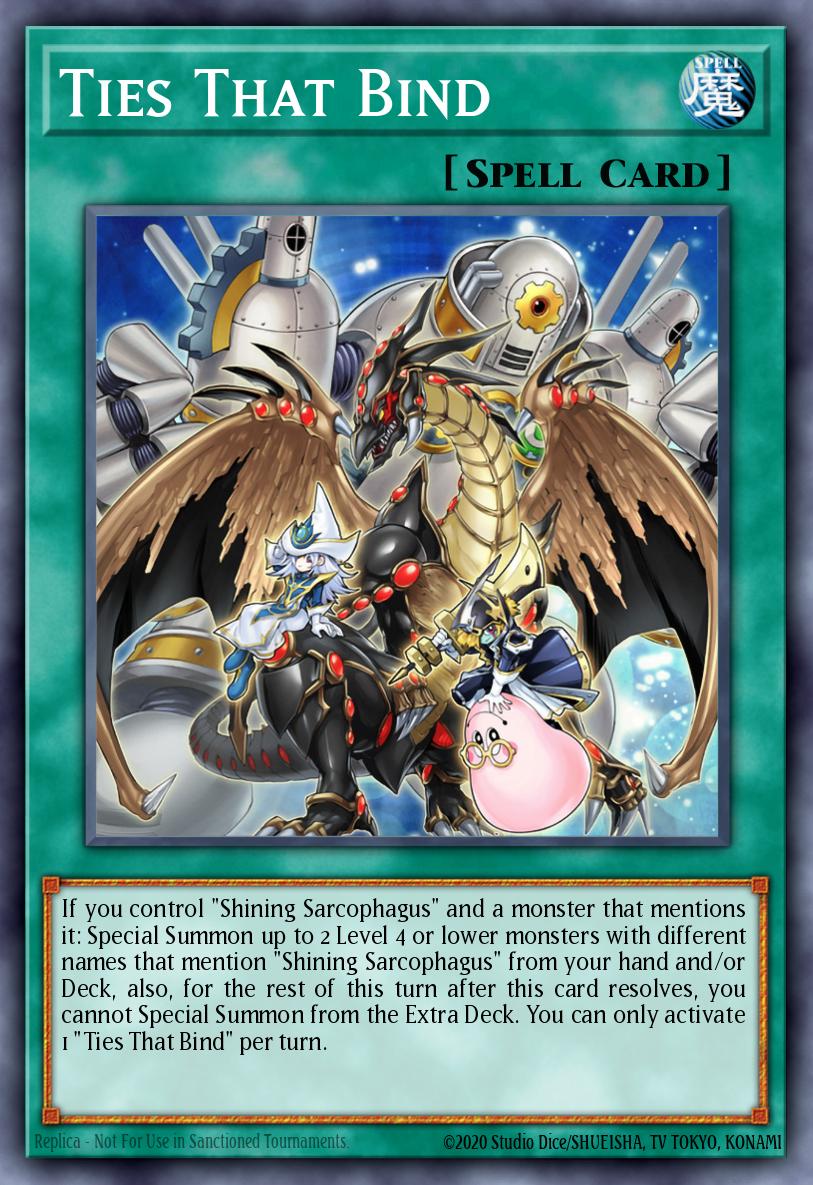 Ties That Bind
SPELL
魔
[ Spell Card ]
If you control "Shining Sarcophagus" and a monster that mentions
it: Special Summon up to 2 Level 4 or lower monsters with different
names that mention "Shining Sarcophagus" from your hand and/or
Deck, also, for the rest of this turn after this card resolves, you
cannot Special Summon from the Extra Deck. You can only activate
1 "Ties That Bind" per turn.
Replica - Not For Use in Sanctioned Tournaments.
©2020 Studio Dice/SHUEISHA, TV TOKYO, KONAMI